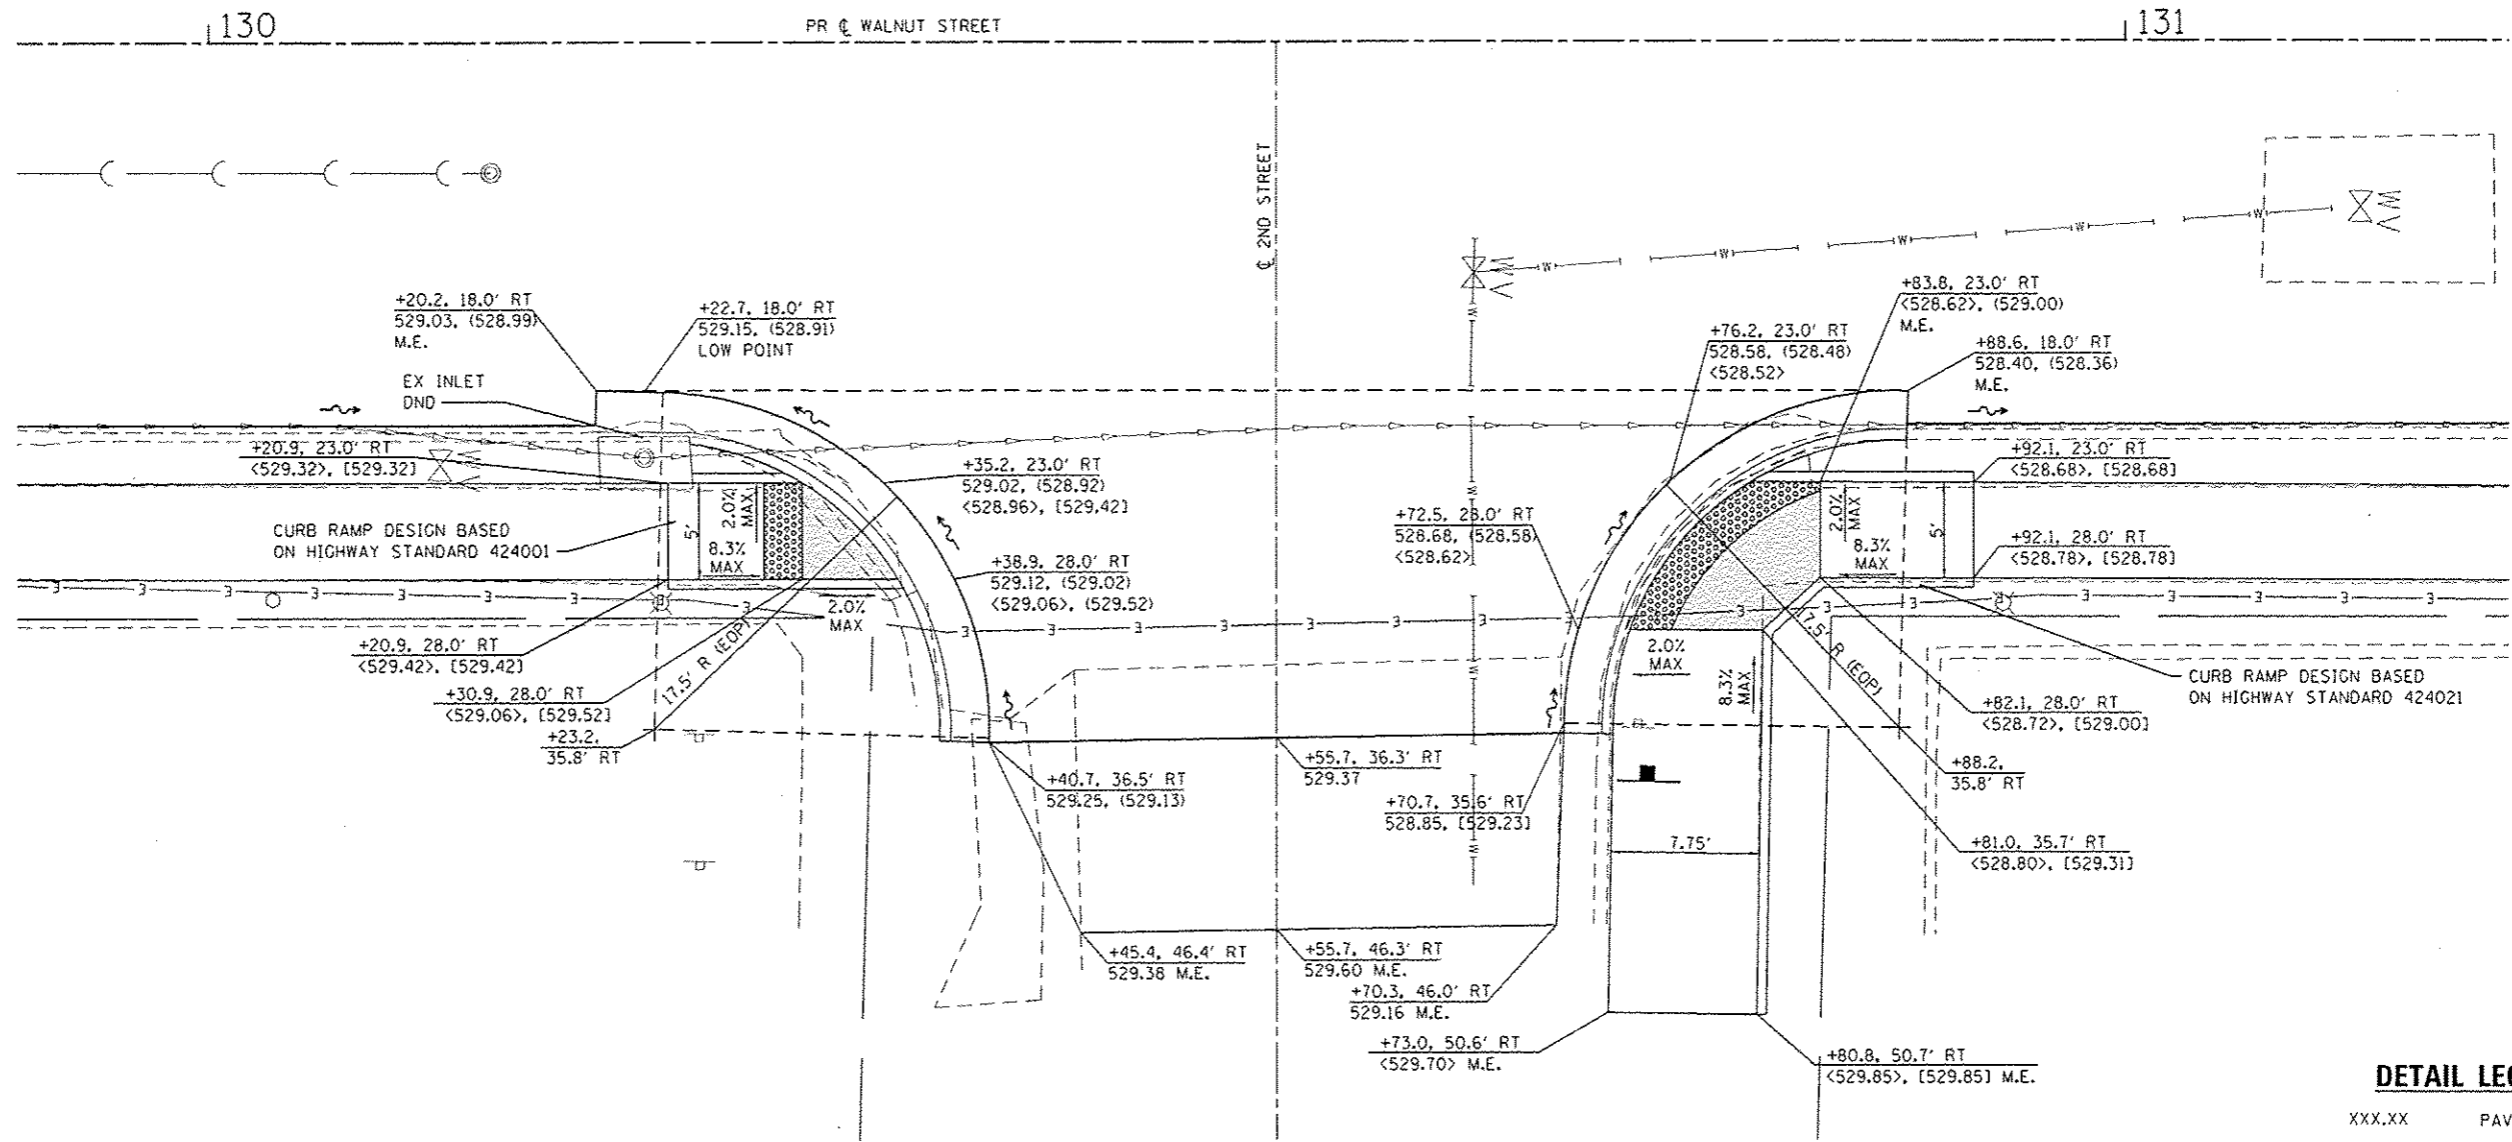 130
PR ℄ WALNUT STREET
131
℄ 2ND STREET
+20.2, 18.0' RT
529.03, (528.99)
M.E.
+22.7, 18.0' RT
529.15, (528.91)
LOW POINT
EX INLET
DND
+20.9, 23.0' RT
<529.32>, [529.32]
CURB RAMP DESIGN BASED
ON HIGHWAY STANDARD 424001
5'
2.0%
MAX
8.3%
MAX
2.0%
MAX
+35.2, 23.0' RT
529.02, (528.92)
<528.96>, [529.42]
+38.9, 28.0' RT
529.12, (529.02)
<529.06>, (529.52)
+20.9, 28.0' RT
<529.42>, [529.42]
+30.9, 28.0' RT
<529.06>, [529.52]
+23.2,
35.8' RT
17.5' R (EOP)
+40.7, 36.5' RT
529.25, (529.13)
+55.7, 36.3' RT
529.37
+70.7, 35.6' RT
528.85, [529.23]
+45.4, 46.4' RT
529.38 M.E.
+55.7, 46.3' RT
529.60 M.E.
+70.3, 46.0' RT
529.16 M.E.
+73.0, 50.6' RT
<529.70> M.E.
+80.8, 50.7' RT
<529.85>, [529.85] M.E.
W W W W W
WV
WV
+83.8, 23.0' RT
<528.62>, (529.00)
M.E.
+76.2, 23.0' RT
528.58, (528.48)
<528.52>
+88.6, 18.0' RT
528.40, (528.36)
M.E.
+92.1, 23.0' RT
<528.68>, [528.68]
+72.5, 28.0' RT
528.68, (528.58)
<528.62>
2.0%
MAX
8.3%
MAX
5'
+92.1, 28.0' RT
<528.78>, [528.78]
2.0%
MAX
8.3%
MAX
17.5' R (EOP)
7.75'
CURB RAMP DESIGN BASED
ON HIGHWAY STANDARD 424021
+82.1, 28.0' RT
<528.72>, [529.00]
+88.2,
35.8' RT
+81.0, 35.7' RT
<528.80>, [529.31]
DETAIL LE
XXX.XX PAV